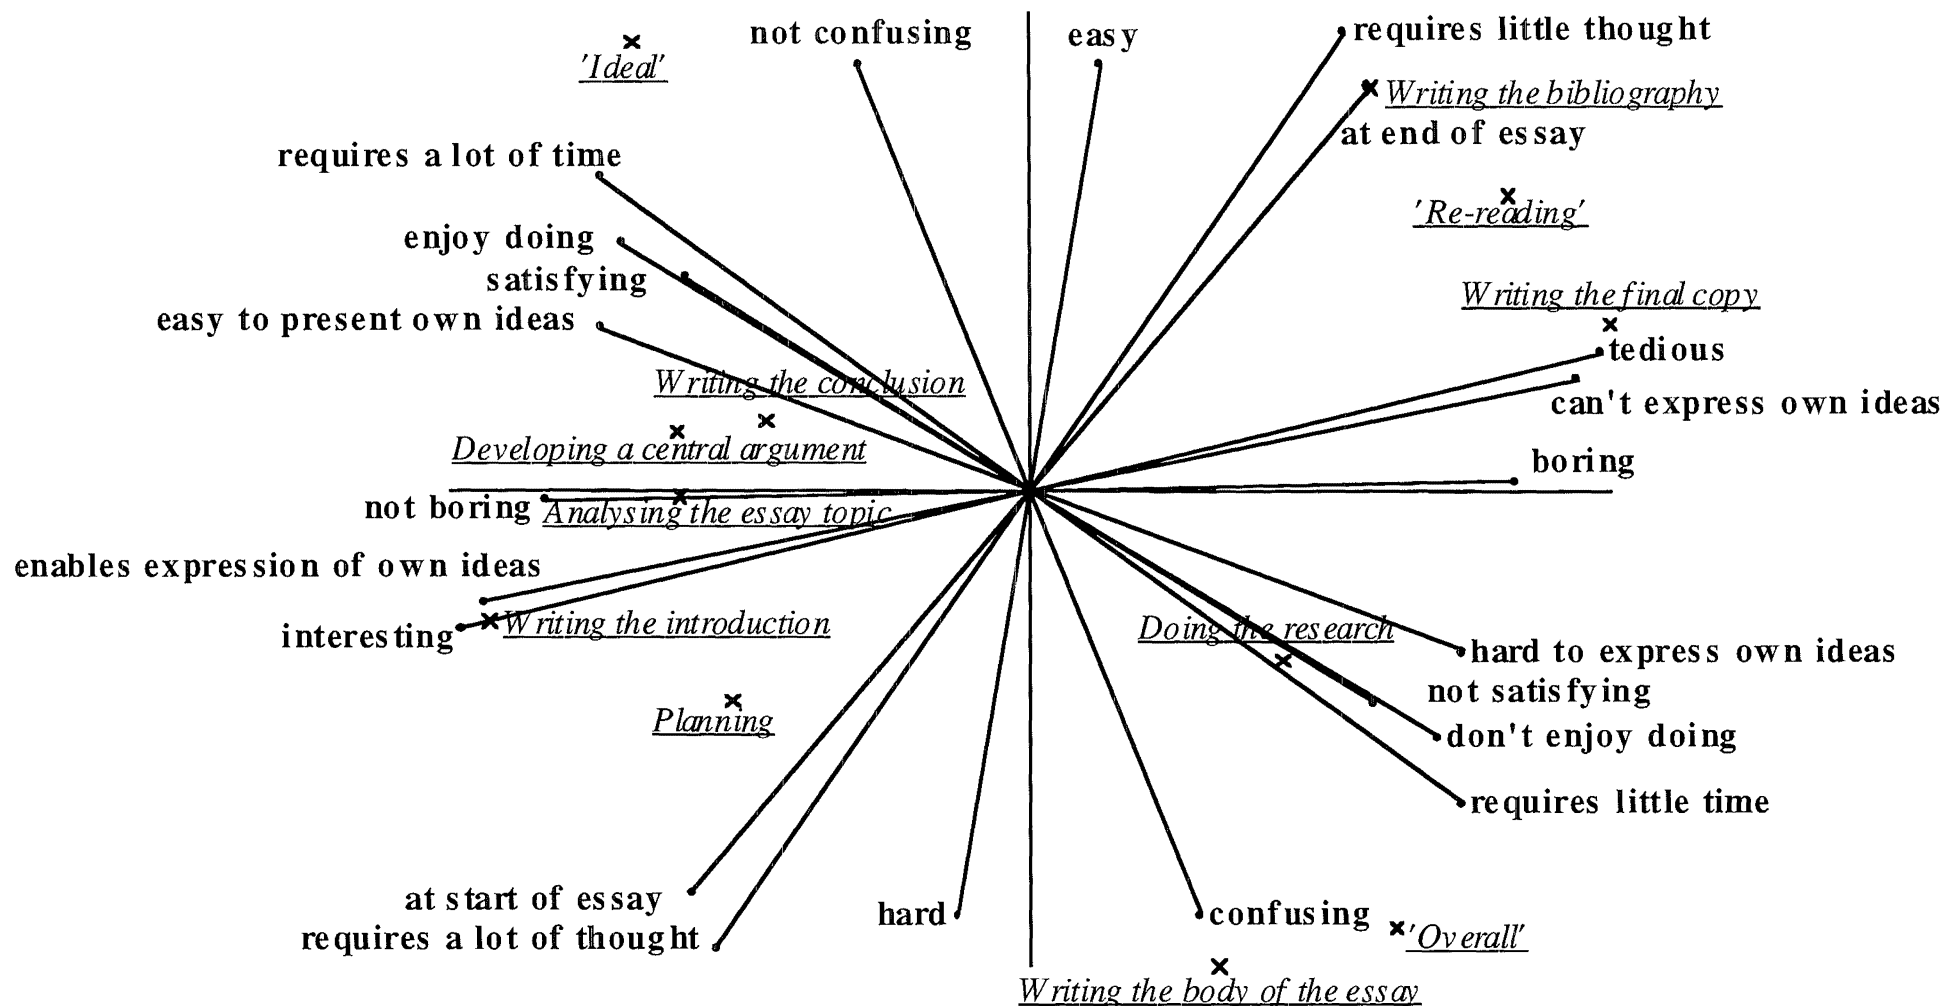 not confusing
easy
requires little thought
'Ideal'
Writing the bibliography
at end of essay
requires a lot of time
'Re-reading'
enjoy doing
satisfying
Writing the final copy
easy to present own ideas
tedious
Writing the conclusion
can't express own ideas
Developing a central argument
boring
not boring
Analysing the essay topic
enables expression of own ideas
interesting
Writing the introduction
Doing the research
hard to express own ideas
not satisfying
Planning
don't enjoy doing
requires little time
at start of essay
hard
confusing
requires a lot of thought
'Overall'
Writing the body of the essay